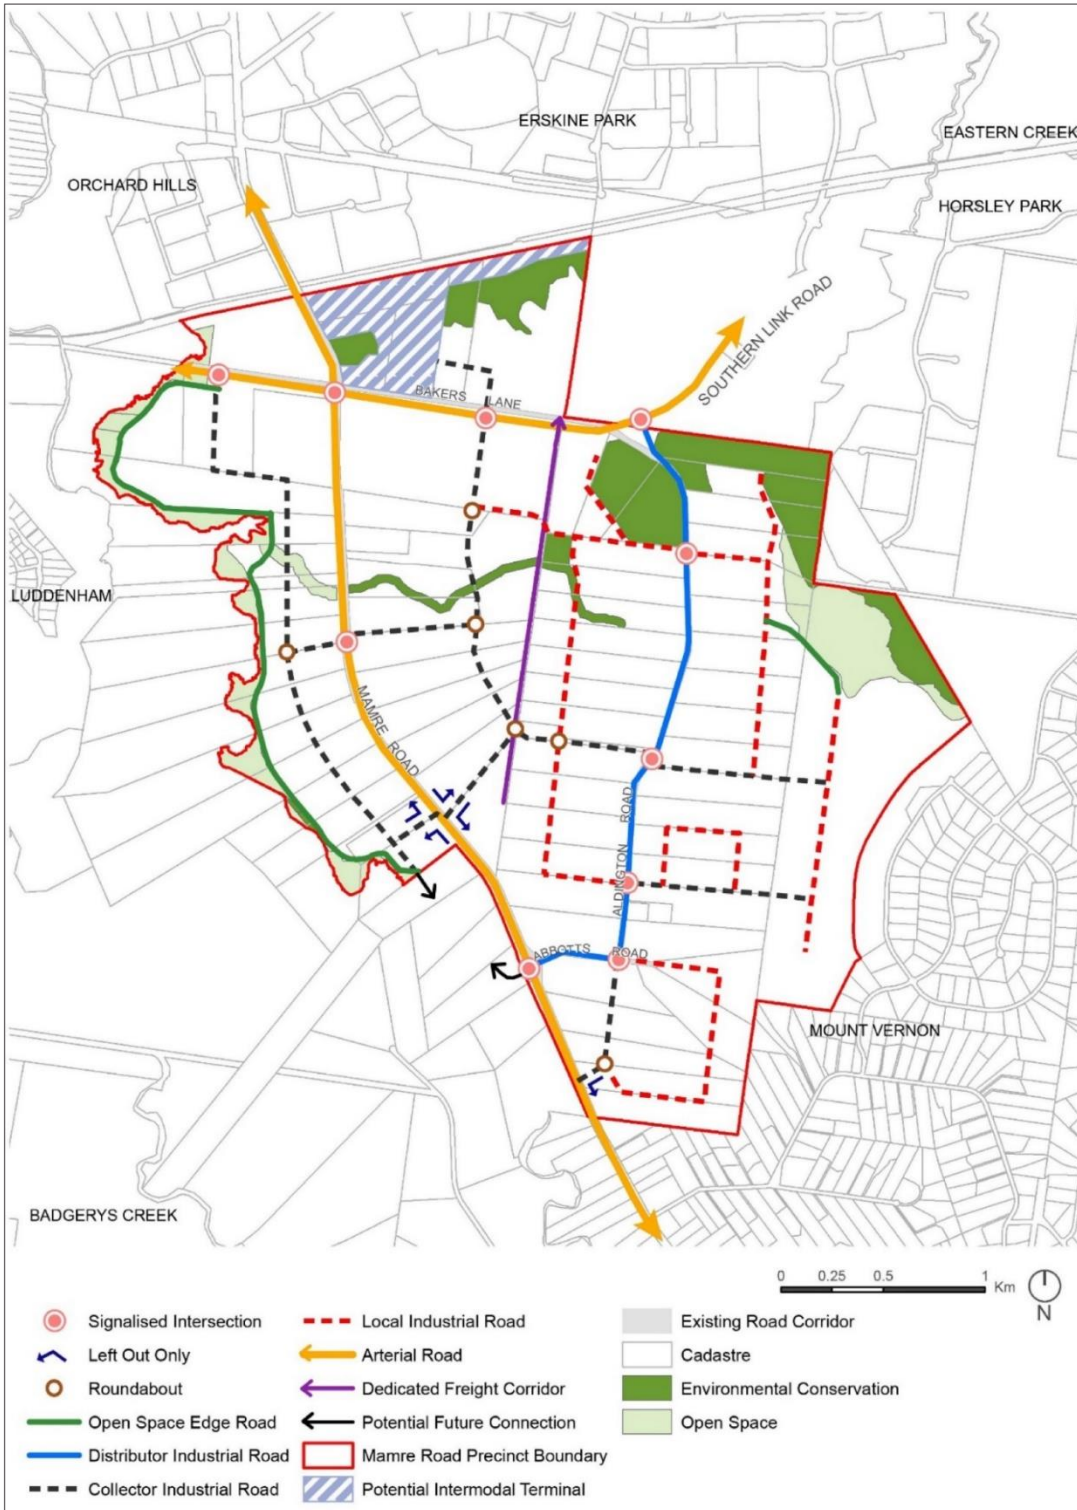 ERSKINE PARK
EASTERN CREEK
ORCHARD HILLS
HORSLEY PARK
SOUTHERN LINK ROAD
BAKERS LANE
LUDDENHAM
MAMRE ROAD
ALDINGTON ROAD
ABBOTTS ROAD
MOUNT VERNON
BADGERYS CREEK
0 0.25 0.5 1 Km
N
Signalised Intersection
Left Out Only
Roundabout
Open Space Edge Road
Distributor Industrial Road
Collector Industrial Road
Local Industrial Road
Arterial Road
Dedicated Freight Corridor
Potential Future Connection
Mamre Road Precinct Boundary
Potential Intermodal Terminal
Existing Road Corridor
Cadastre
Environmental Conservation
Open Space